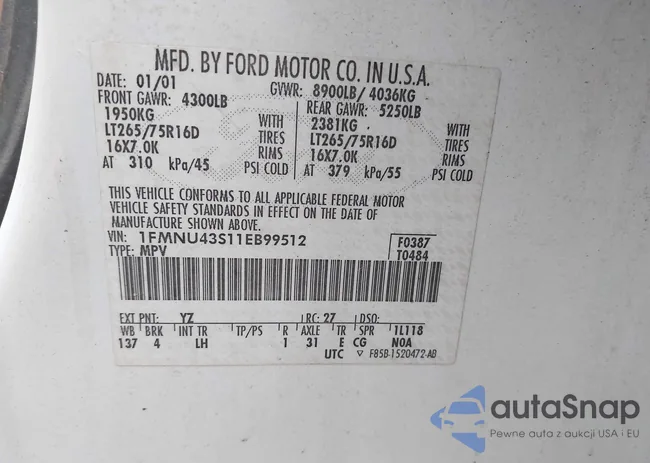 MFD. BY FORD MOTOR CO. IN U.S.A.
DATE: 01/01 GVWR: 8900LB/ 4036KG
FRONT GAWR: 4300LB REAR GAWR: 5250LB
1950KG WITH 2381KG WITH
LT265/75R16D TIRES LT265/75R16D TIRES
16X7.0K RIMS 16X7.0K RIMS
AT 310 kPa/45 PSI COLD AT 379 kPa/55 PSI COLD
THIS VEHICLE CONFORMS TO ALL APPLICABLE FEDERAL MOTOR
VEHICLE SAFETY STANDARDS IN EFFECT ON THE DATE OF
MANUFACTURE SHOWN ABOVE.
VIN: 1FMNU43S11EB99512 F0387
TYPE: MPV T0484
EXT PNT: YZ RC: 27 DSO:
WB BRK INT TR TP/PS R AXLE TR SPR 1L118
137 4 LH 1 31 E CG N0A
UTC ▽ F85B-1520472-AB
autaSnap
Pewne auta z aukcji USA i EU